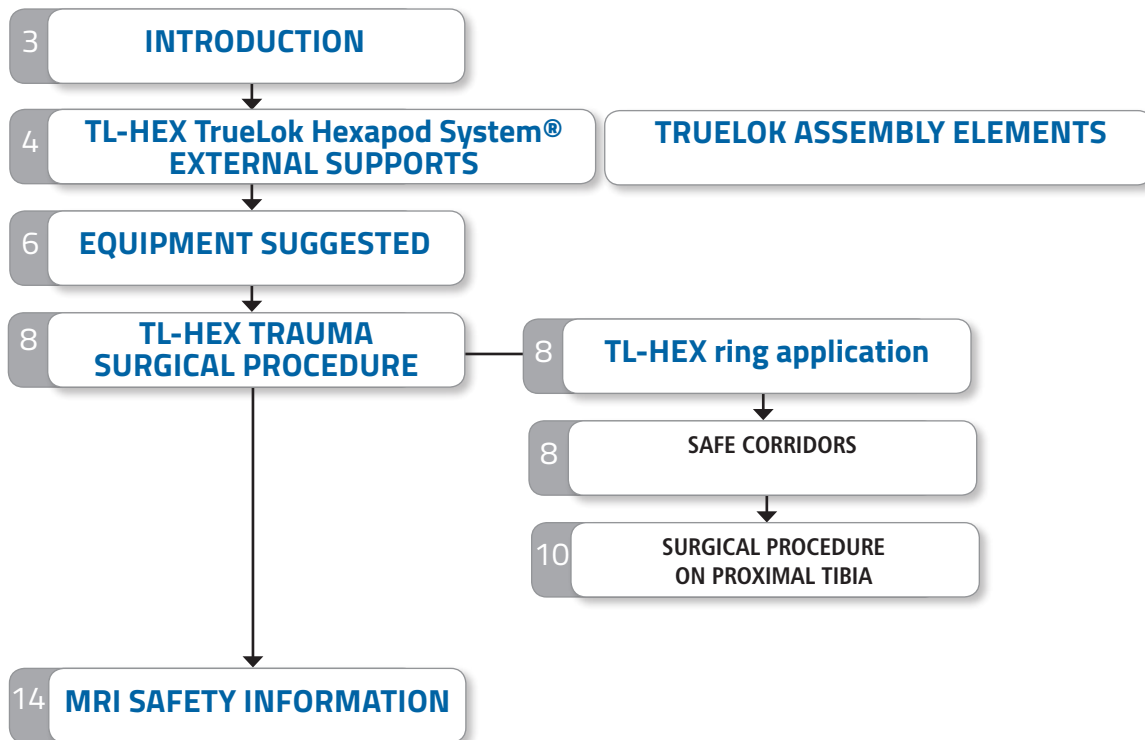 3
INTRODUCTION
4
TL-HEX TrueLok Hexapod System®
EXTERNAL SUPPORTS
TRUELOK ASSEMBLY ELEMENTS
6
EQUIPMENT SUGGESTED
8
TL-HEX TRAUMA
SURGICAL PROCEDURE
8
TL-HEX ring application
8
SAFE CORRIDORS
10
SURGICAL PROCEDURE
ON PROXIMAL TIBIA
14
MRI SAFETY INFORMATION